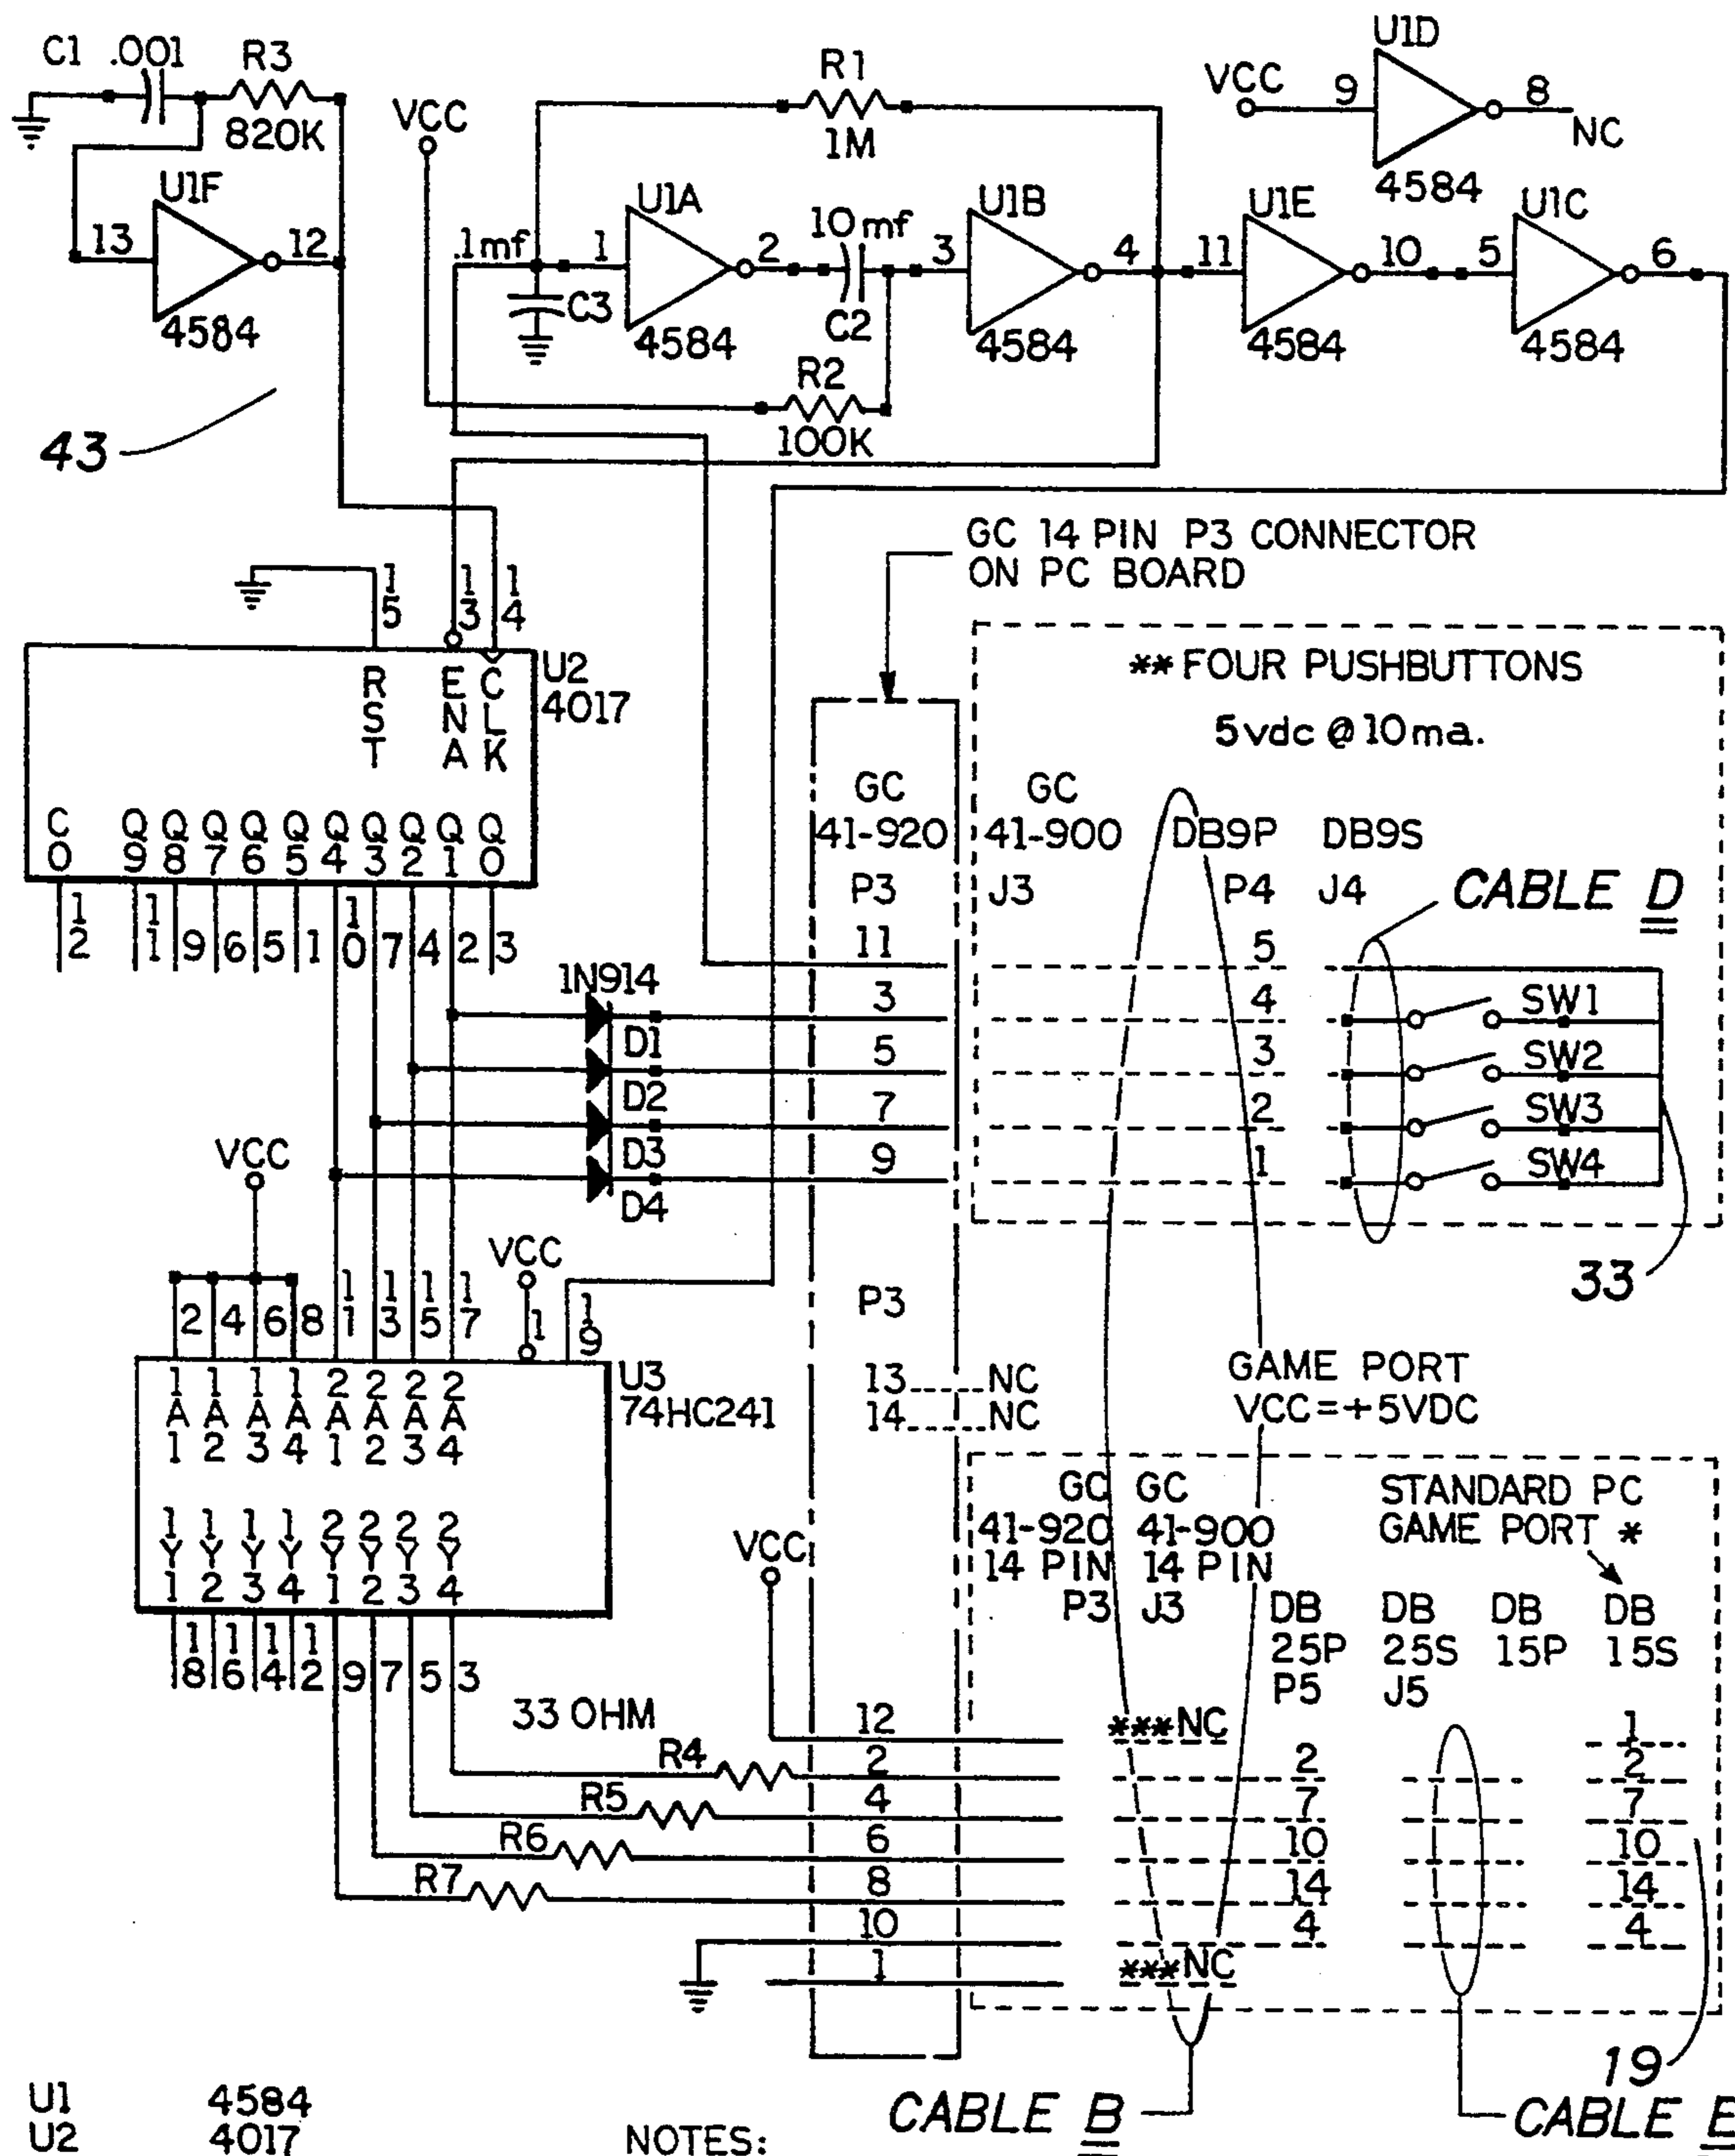 C1 .001 R3
820K
U1F
13 12
4584
43
VCC
R1
1M
U1A
.1mf 1 2
C3
4584
10mf
C2
R2
100K
U1B
3 4
4584
U1D
VCC 9 8
NC
4584
U1E
11 10
4584
U1C
5 6
4584
15 13 14
RST ENA CLK
U2
4017
CO Q9 Q8 Q7 Q6 Q5 Q4 Q3 Q2 Q1 Q0
12 11 9 6 5 1 10 7 4 2 3
GC 14 PIN P3 CONNECTOR
ON PC BOARD
** FOUR PUSHBUTTONS
5vdc @ 10ma.
GC GC
41-920 41-900 DB9P DB9S
P3 J3 P4 J4
CABLE D
11 5
3 4 SW1
5 3 SW2
7 2 SW3
9 1 SW4
33
1N914
D1
D2
D3
D4
VCC
VCC
2 4 6 8 11 13 15 17 1 19
1A1 1A2 1A3 1A4 2A1 2A2 2A3 2A4
U3
74HC241
1Y1 1Y2 1Y3 1Y4 2Y1 2Y2 2Y3 2Y4
18 16 14 12 9 7 5 3
P3
13 NC
14 NC
GAME PORT
VCC=+5VDC
GC GC
41-920 41-900
14 PIN 14 PIN
P3 J3
STANDARD PC
GAME PORT *
DB DB DB DB
25P 25S 15P 15S
P5 J5
VCC
33 OHM
12 ***NC 1
R4 2 2 2
R5 4 7 7
R6 6 10 10
R7 8 14 14
10 4 4
1 ***NC
19
CABLE B
CABLE
U1 4584
U2 4017
NOTES: